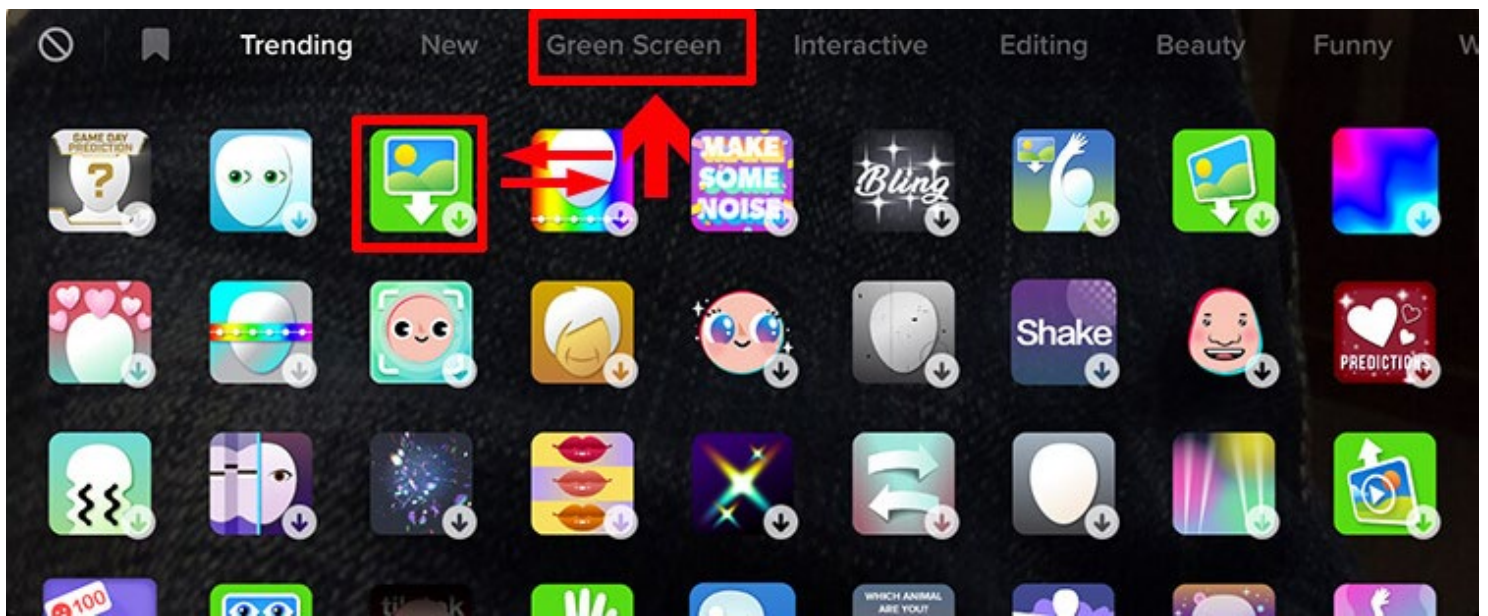 Trending New Green Screen Interactive Editing Beauty Funny W
GAME DAY
PREDICTION
?
MAKE
SOME
NOISE
Bling
Shake
PREDICTIONS
100
WHICH ANIMAL
ARE YOU?